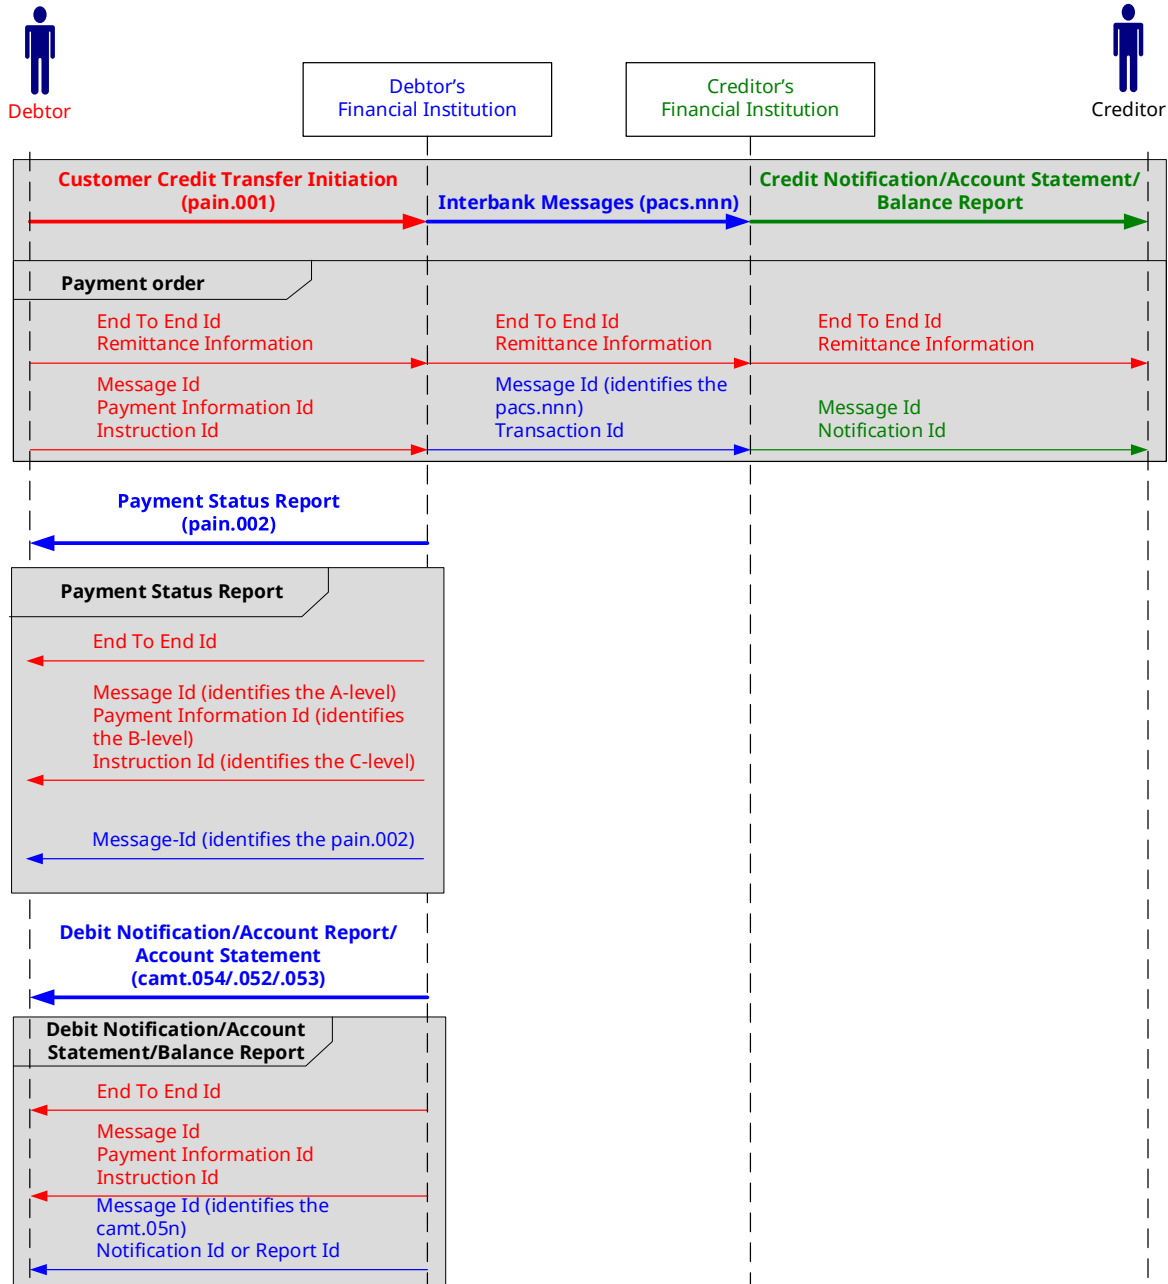 Debtor
Debtor’s
Financial Institution
Creditor’s
Financial Institution
Creditor
Customer Credit Transfer Initiation
(pain.001)
Interbank Messages (pacs.nnn)
Credit Notification/Account Statement/
Balance Report
Payment order
End To End Id
Remittance Information
End To End Id
Remittance Information
End To End Id
Remittance Information
Message Id
Payment Information Id
Instruction Id
Message Id (identifies the
pacs.nnn)
Transaction Id
Message Id
Notification Id
Payment Status Report
(pain.002)
Payment Status Report
End To End Id
Message Id (identifies the A-level)
Payment Information Id (identifies
the B-level)
Instruction Id (identifies the C-level)
Message-Id (identifies the pain.002)
Debit Notification/Account Report/
Account Statement
(camt.054/.052/.053)
Debit Notification/Account
Statement/Balance Report
End To End Id
Message Id
Payment Information Id
Instruction Id
Message Id (identifies the
camt.05n)
Notification Id or Report Id